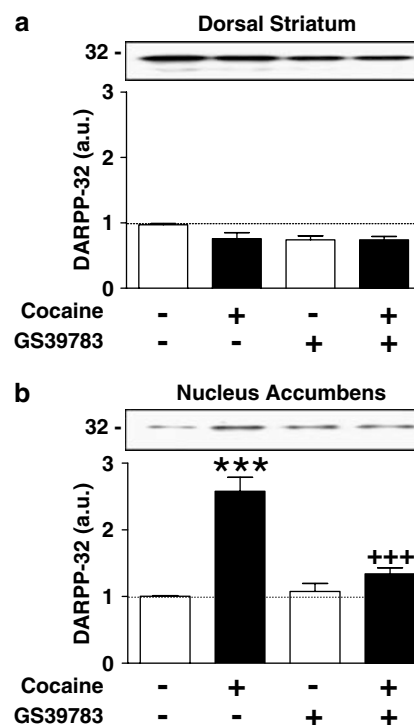 a Dorsal Striatum
32 -
3
2
1
0
DARPP-32 (a.u.)
Cocaine - + - +
GS39783 - - + +
b Nucleus Accumbens
32 -
3
2
1
0
DARPP-32 (a.u.)
***
+++
Cocaine - + - +
GS39783 - - + +